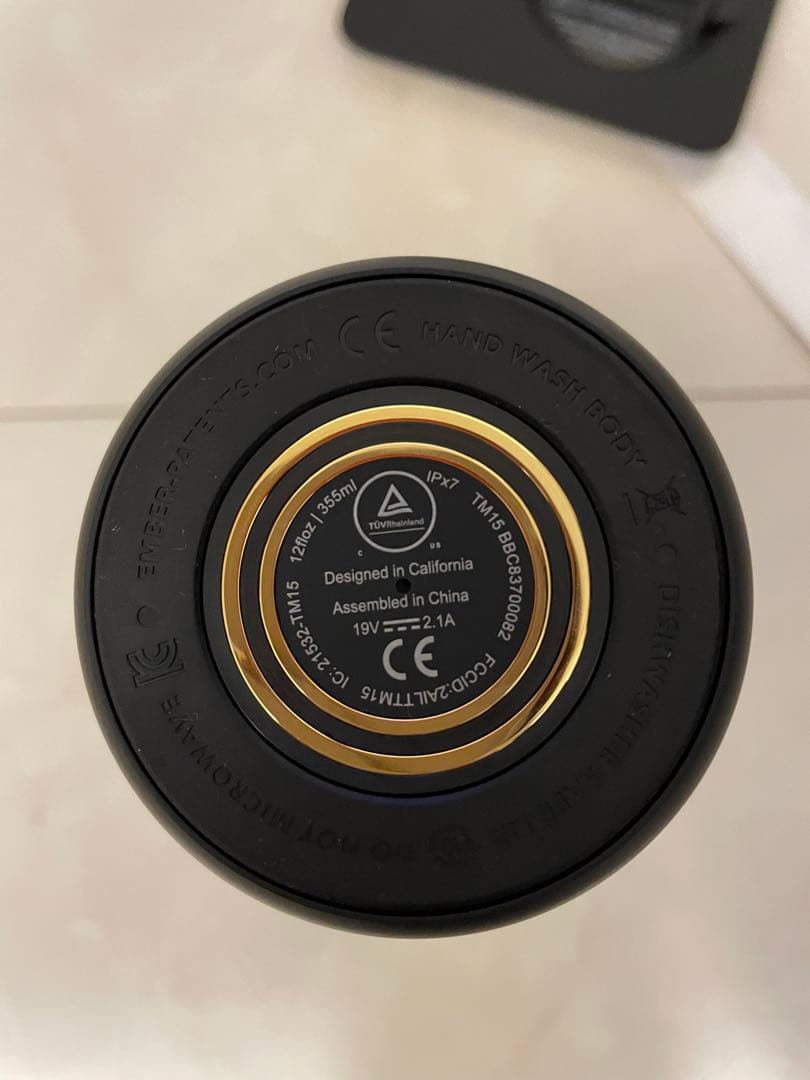 EMBER-PATENTS.COM
CE
HAND WASH BODY
DISHWASHER SAFE LID
DO NOT MICROWAVE
12floz | 355ml
IPx7
TM15 BBC83700082
FCCID:2AILTTM15
IC: 21532-TM15
TÜVRheinland
C US
Designed in California
Assembled in China
19V 2.1A
CE